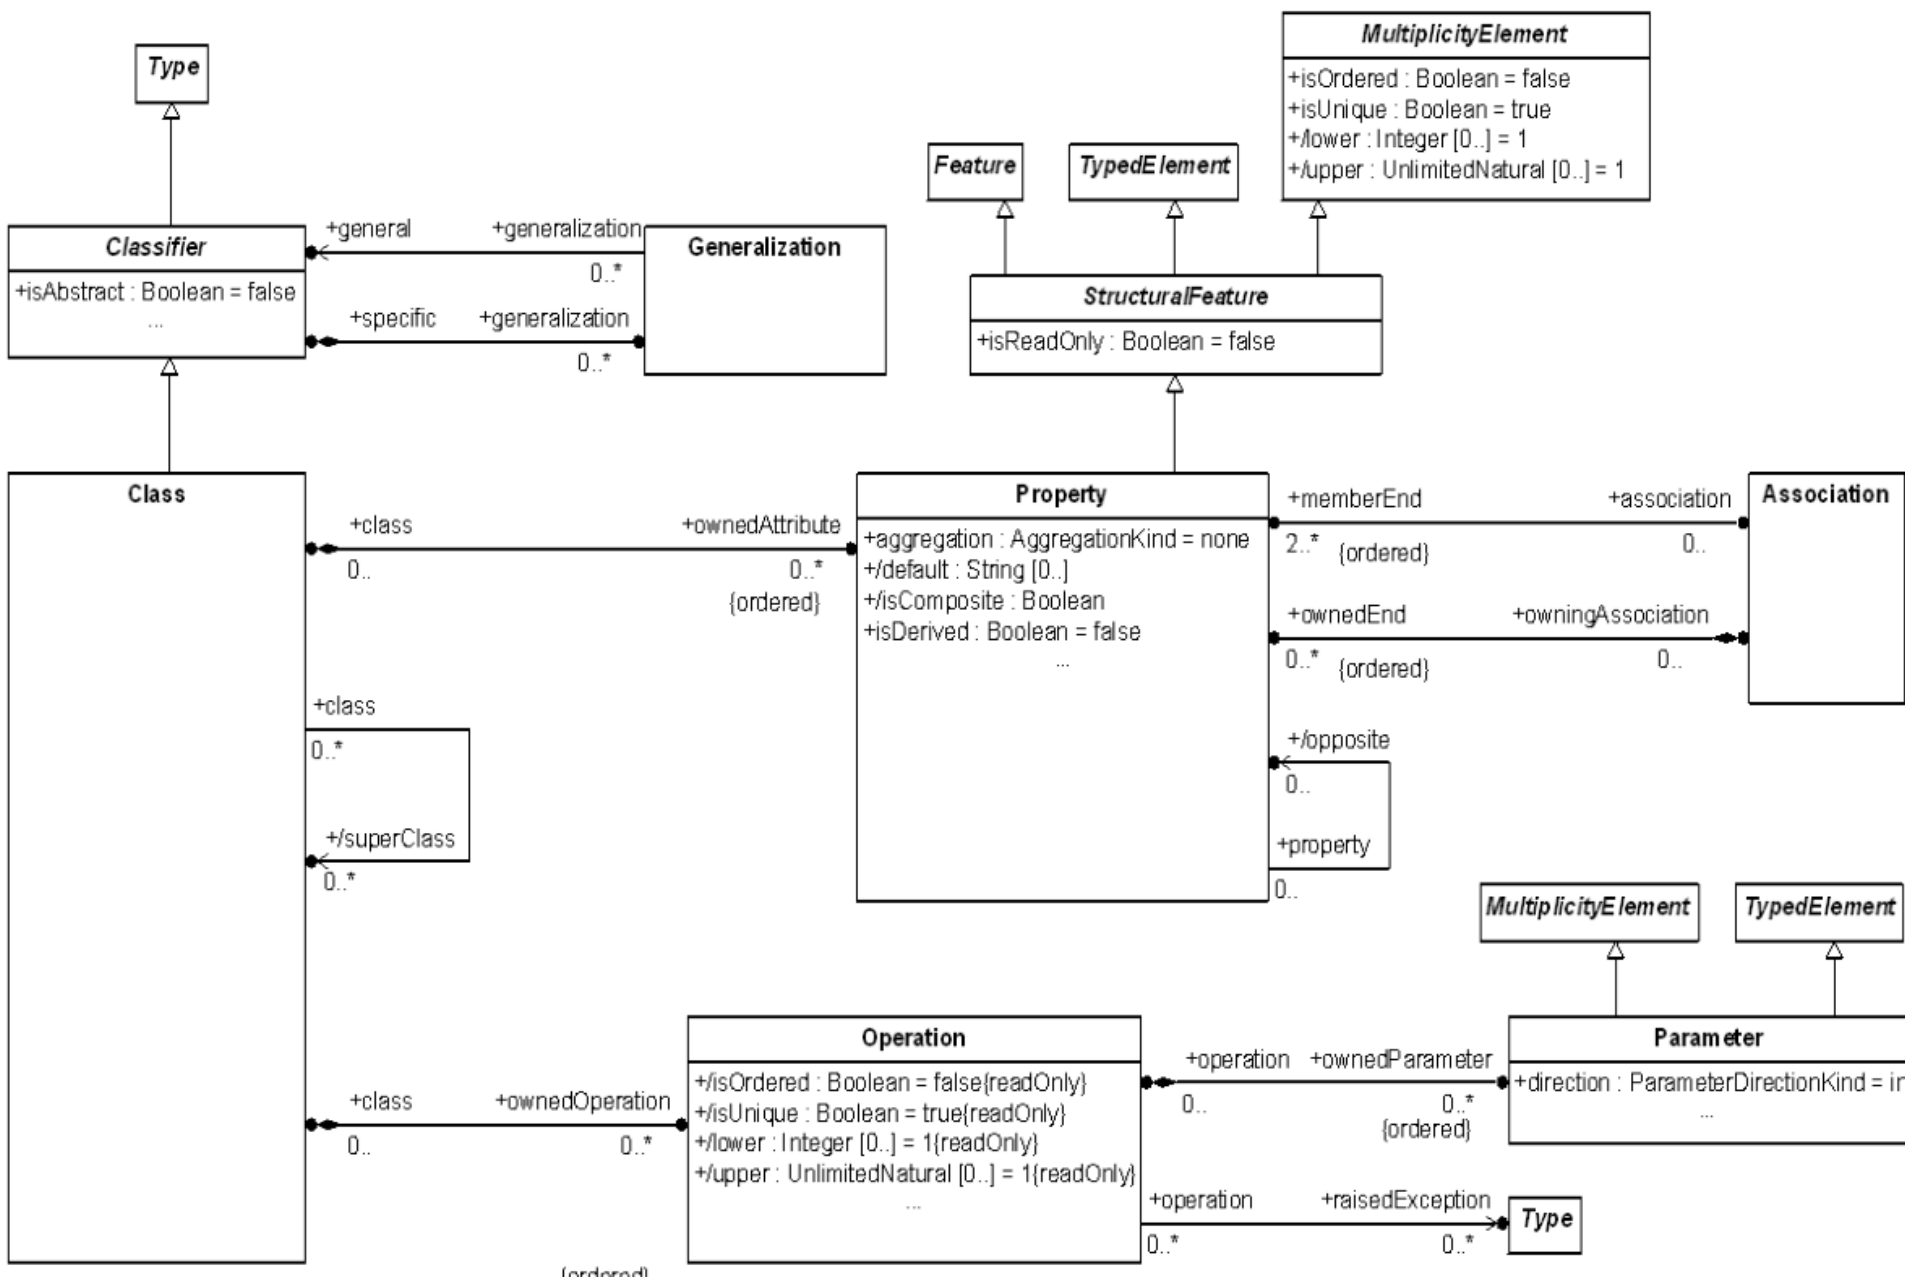 MultiplicityElement
+isOrdered : Boolean = false
+isUnique : Boolean = true
+/lower : Integer [0..] = 1
+/upper : UnlimitedNatural [0..] = 1
Type
Feature
TypedElement
Classifier
+isAbstract : Boolean = false
...
+general
+generalization
0..*
+specific
+generalization
0..*
Generalization
StructuralFeature
+isReadOnly : Boolean = false
Class
+class
0..
+ownedAttribute
0..*
{ordered}
Property
+aggregation : AggregationKind = none
+/default : String [0..]
+/isComposite : Boolean
+isDerived : Boolean = false
...
+memberEnd
2..*
{ordered}
+association
0..
Association
+ownedEnd
0..*
{ordered}
+owningAssociation
0..
+class
0..*
+/superClass
0..*
+/opposite
0..
+property
0..
MultiplicityElement
TypedElement
+class
0..
+ownedOperation
0..*
Operation
+/isOrdered : Boolean = false{readOnly}
+/isUnique : Boolean = true{readOnly}
+/lower : Integer [0..] = 1{readOnly}
+/upper : UnlimitedNatural [0..] = 1{readOnly}
...
+operation
0..
+ownedParameter
0..*
{ordered}
Parameter
+direction : ParameterDirectionKind = in
...
+operation
0..*
+raisedException
0..*
Type
{ordered}